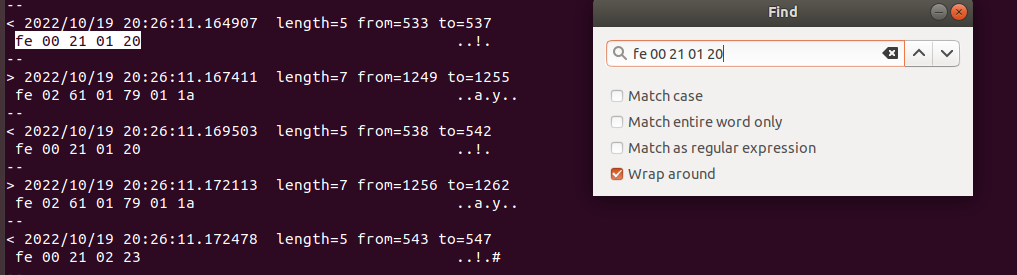 --
< 2022/10/19 20:26:11.164907  length=5 from=533 to=537
 fe 00 21 01 20                                   ..!.
--
> 2022/10/19 20:26:11.167411  length=7 from=1249 to=1255
 fe 02 61 01 79 01 1a                             ..a.y..
--
< 2022/10/19 20:26:11.169503  length=5 from=538 to=542
 fe 00 21 01 20                                   ..!.
--
> 2022/10/19 20:26:11.172113  length=7 from=1256 to=1262
 fe 02 61 01 79 01 1a                             ..a.y..
--
< 2022/10/19 20:26:11.172478  length=5 from=543 to=547
 fe 00 21 02 23                                   ..!.#
Find
fe 00 21 01 20
Match case
Match entire word only
Match as regular expression
Wrap around